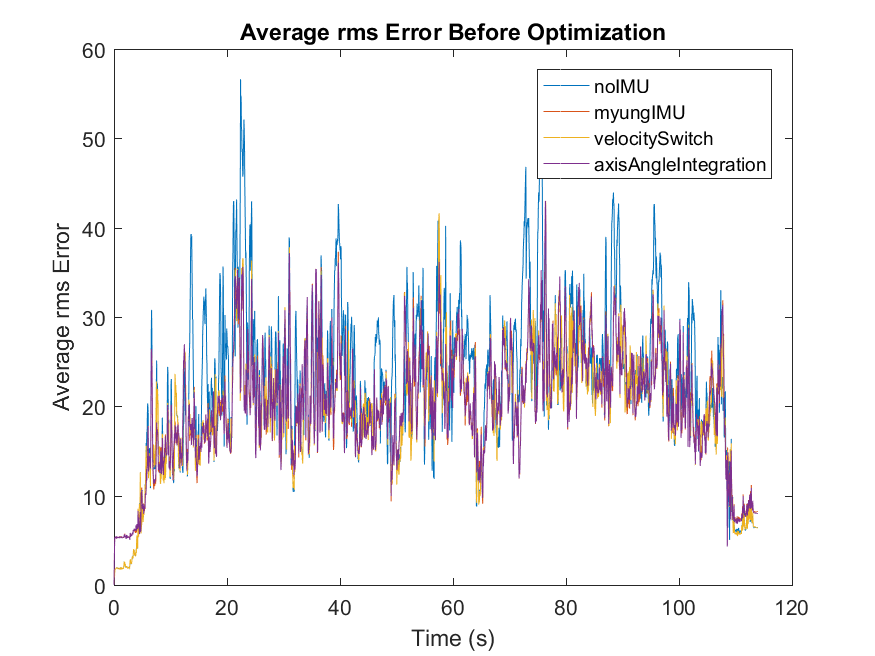 Average rms Error Before Optimization
60
50
40
30
20
10
0
Average rms Error
noIMU
myungIMU
velocitySwitch
axisAngleIntegration
0 20 40 60 80 100 120
Time (s)